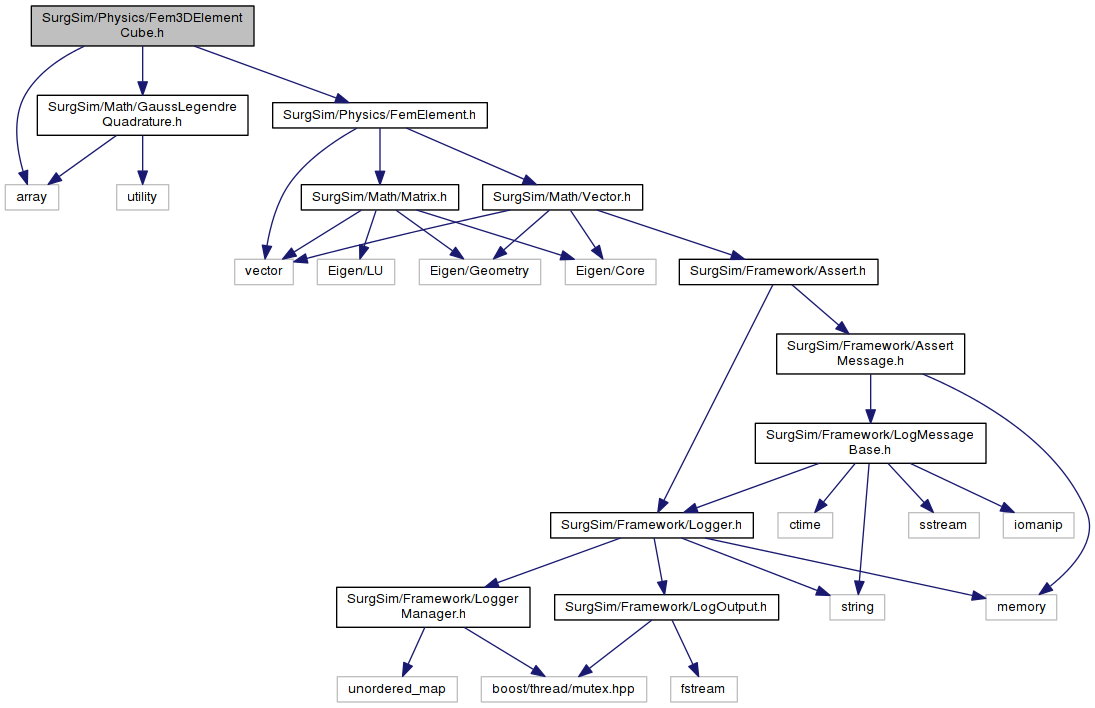 SurgSim/Physics/Fem3DElement
Cube.h
SurgSim/Math/GaussLegendre
Quadrature.h
SurgSim/Physics/FemElement.h
array
utility
SurgSim/Math/Matrix.h
SurgSim/Math/Vector.h
vector
Eigen/LU
Eigen/Geometry
Eigen/Core
SurgSim/Framework/Assert.h
SurgSim/Framework/Assert
Message.h
SurgSim/Framework/LogMessage
Base.h
SurgSim/Framework/Logger.h
ctime
sstream
iomanip
SurgSim/Framework/Logger
Manager.h
SurgSim/Framework/LogOutput.h
string
memory
unordered_map
boost/thread/mutex.hpp
fstream